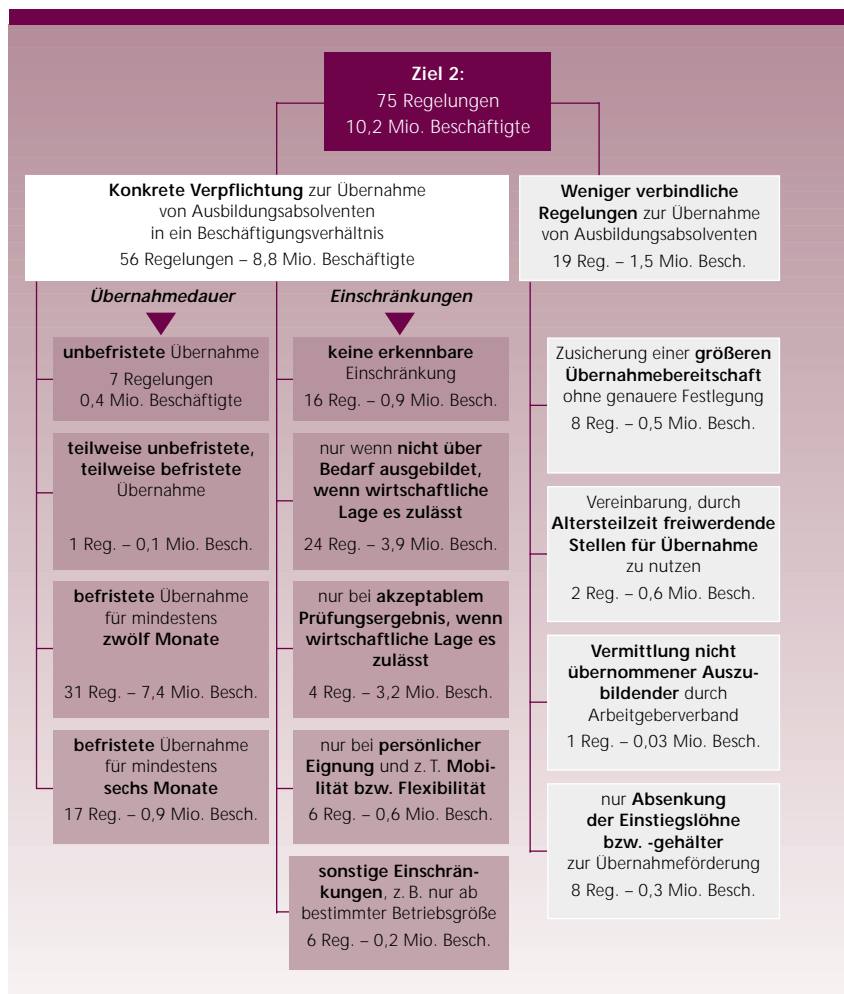 Ziel 2:
75 Regelungen
10,2 Mio. Beschäftigte
Konkrete Verpflichtung zur Übernahme
von Ausbildungsabsolventen
in ein Beschäftigungsverhältnis
56 Regelungen – 8,8 Mio. Beschäftigte
Weniger verbindliche
Regelungen zur Übernahme
von Ausbildungsabsolventen
19 Reg. – 1,5 Mio. Besch.
Übernahmedauer
unbefristete Übernahme
7 Regelungen
0,4 Mio. Beschäftigte
teilweise unbefristete,
teilweise befristete
Übernahme
1 Reg. – 0,1 Mio. Besch.
befristete Übernahme
für mindestens
zwölf Monate
31 Reg. – 7,4 Mio. Besch.
befristete Übernahme
für mindestens
sechs Monate
17 Reg. – 0,9 Mio. Besch.
Einschränkungen
keine erkennbare
Einschränkung
16 Reg. – 0,9 Mio. Besch.
nur wenn nicht über
Bedarf ausgebildet,
wenn wirtschaftliche
Lage es zulässt
24 Reg. – 3,9 Mio. Besch.
nur bei akzeptablem
Prüfungsergebnis, wenn
wirtschaftliche Lage es
zulässt
4 Reg. – 3,2 Mio. Besch.
nur bei persönlicher
Eignung und z. T. Mobi-
lität bzw. Flexibilität
6 Reg. – 0,6 Mio. Besch.
sonstige Einschrän-
kungen, z. B. nur ab
bestimmter Betriebsgröße
6 Reg. – 0,2 Mio. Besch.
Zusicherung einer größeren
Übernahmebereitschaft
ohne genauere Festlegung
8 Reg. – 0,5 Mio. Besch.
Vereinbarung, durch
Altersteilzeit freiwerdende
Stellen für Übernahme
zu nutzen
2 Reg. – 0,6 Mio. Besch.
Vermittlung nicht
übernommener Auszu-
bildender durch
Arbeitgeberverband
1 Reg. – 0,03 Mio. Besch.
nur Absenkung
der Einstiegslöhne
bzw. -gehälter
zur Übernahmeförderung
8 Reg. – 0,3 Mio. Besch.